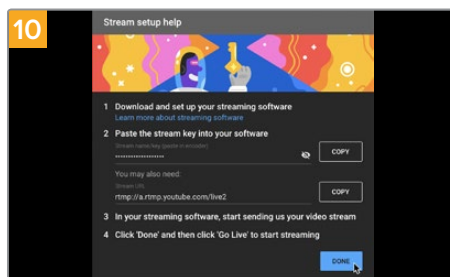 10
Stream setup help
1 Download and set up your streaming software
Learn more about streaming software
2 Paste the stream key into your software
Stream name/key (paste in encoder)
••••••••••••••••••• COPY
You may also need:
Stream URL
rtmp://a.rtmp.youtube.com/live2 COPY
3 In your streaming software, start sending us your video stream
4 Click 'Done' and then click 'Go Live' to start streaming
DONE